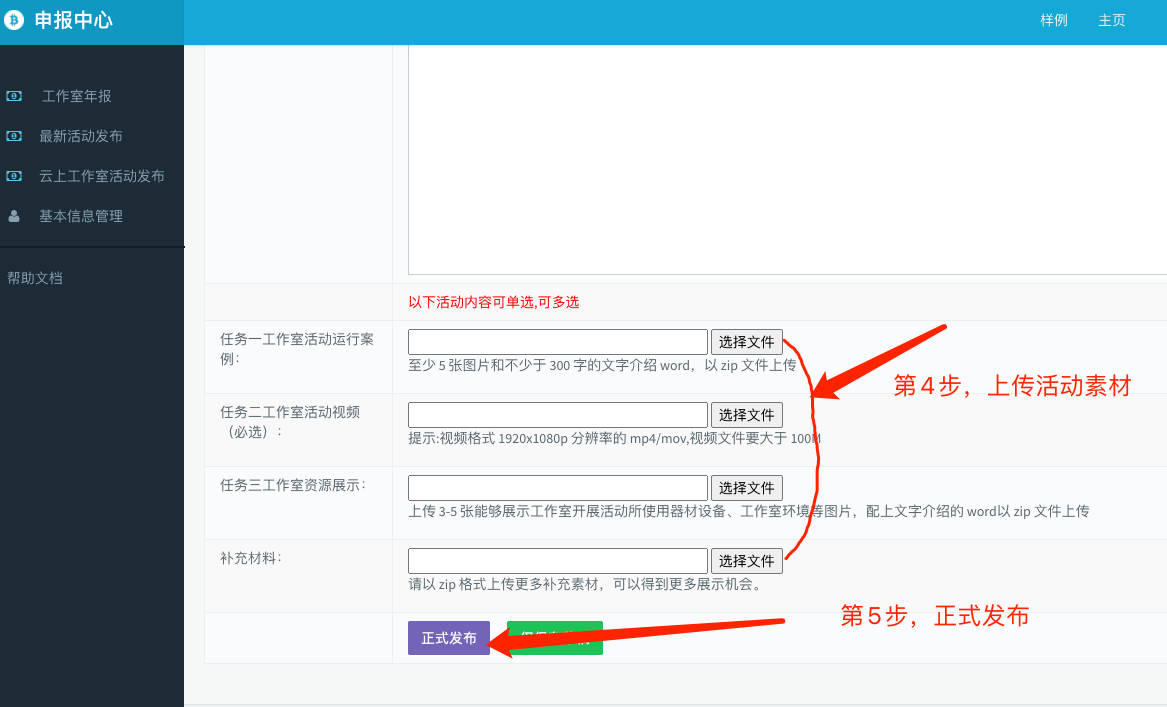 申报中心
样例
主页
工作室年报
最新活动发布
云上工作室活动发布
基本信息管理
帮助文档
以下活动内容可单选,可多选
任务一工作室活动运行案
例:
选择文件
至少 5 张图片和不少于 300 字的文字介绍 word，以 zip 文件上传
第4步，上传活动素材
任务二工作室活动视频
（必选）:
选择文件
提示:视频格式 1920x1080p 分辨率的 mp4/mov,视频文件要大于 100M
任务三工作室资源展示:
选择文件
上传 3-5 张能够展示工作室开展活动所使用器材设备、工作室环境等图片，配上文字介绍的 word以 zip 文件上传
补充材料:
选择文件
请以 zip 格式上传更多补充素材，可以得到更多展示机会。
第5步，正式发布
正式发布